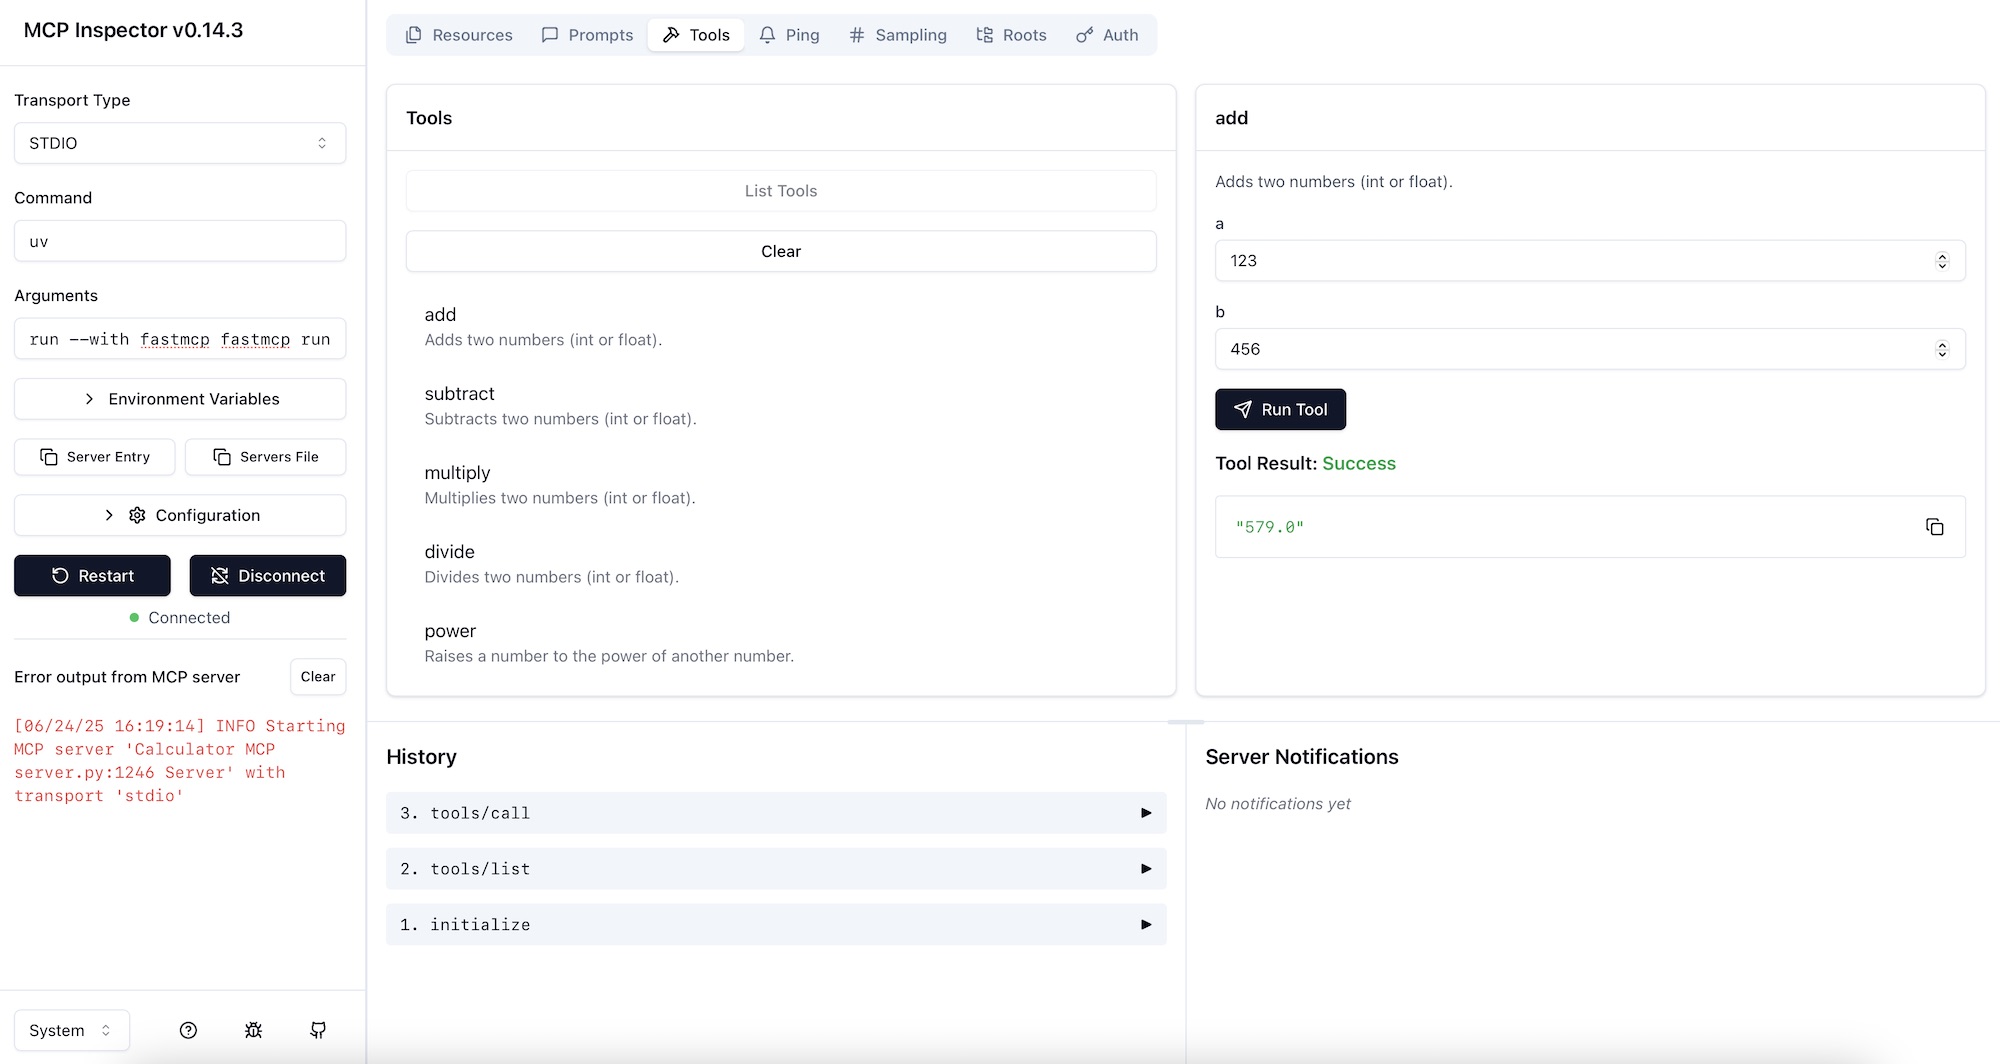 MCP Inspector v0.14.3
Transport Type
STDIO
Command
uv
Arguments
run --with fastmcp fastmcp run
Environment Variables
Server Entry
Servers File
Configuration
Restart
Disconnect
Connected
Error output from MCP server
Clear
[06/24/25 16:19:14] INFO Starting
MCP server 'Calculator MCP
server.py:1246 Server' with
transport 'stdio'
System
Resources
Prompts
Tools
Ping
Sampling
Roots
Auth
Tools
List Tools
Clear
add
Adds two numbers (int or float).
subtract
Subtracts two numbers (int or float).
multiply
Multiplies two numbers (int or float).
divide
Divides two numbers (int or float).
power
Raises a number to the power of another number.
add
Adds two numbers (int or float).
a
123
b
456
Run Tool
Tool Result: Success
"579.0"
History
3. tools/call
2. tools/list
1. initialize
Server Notifications
No notifications yet